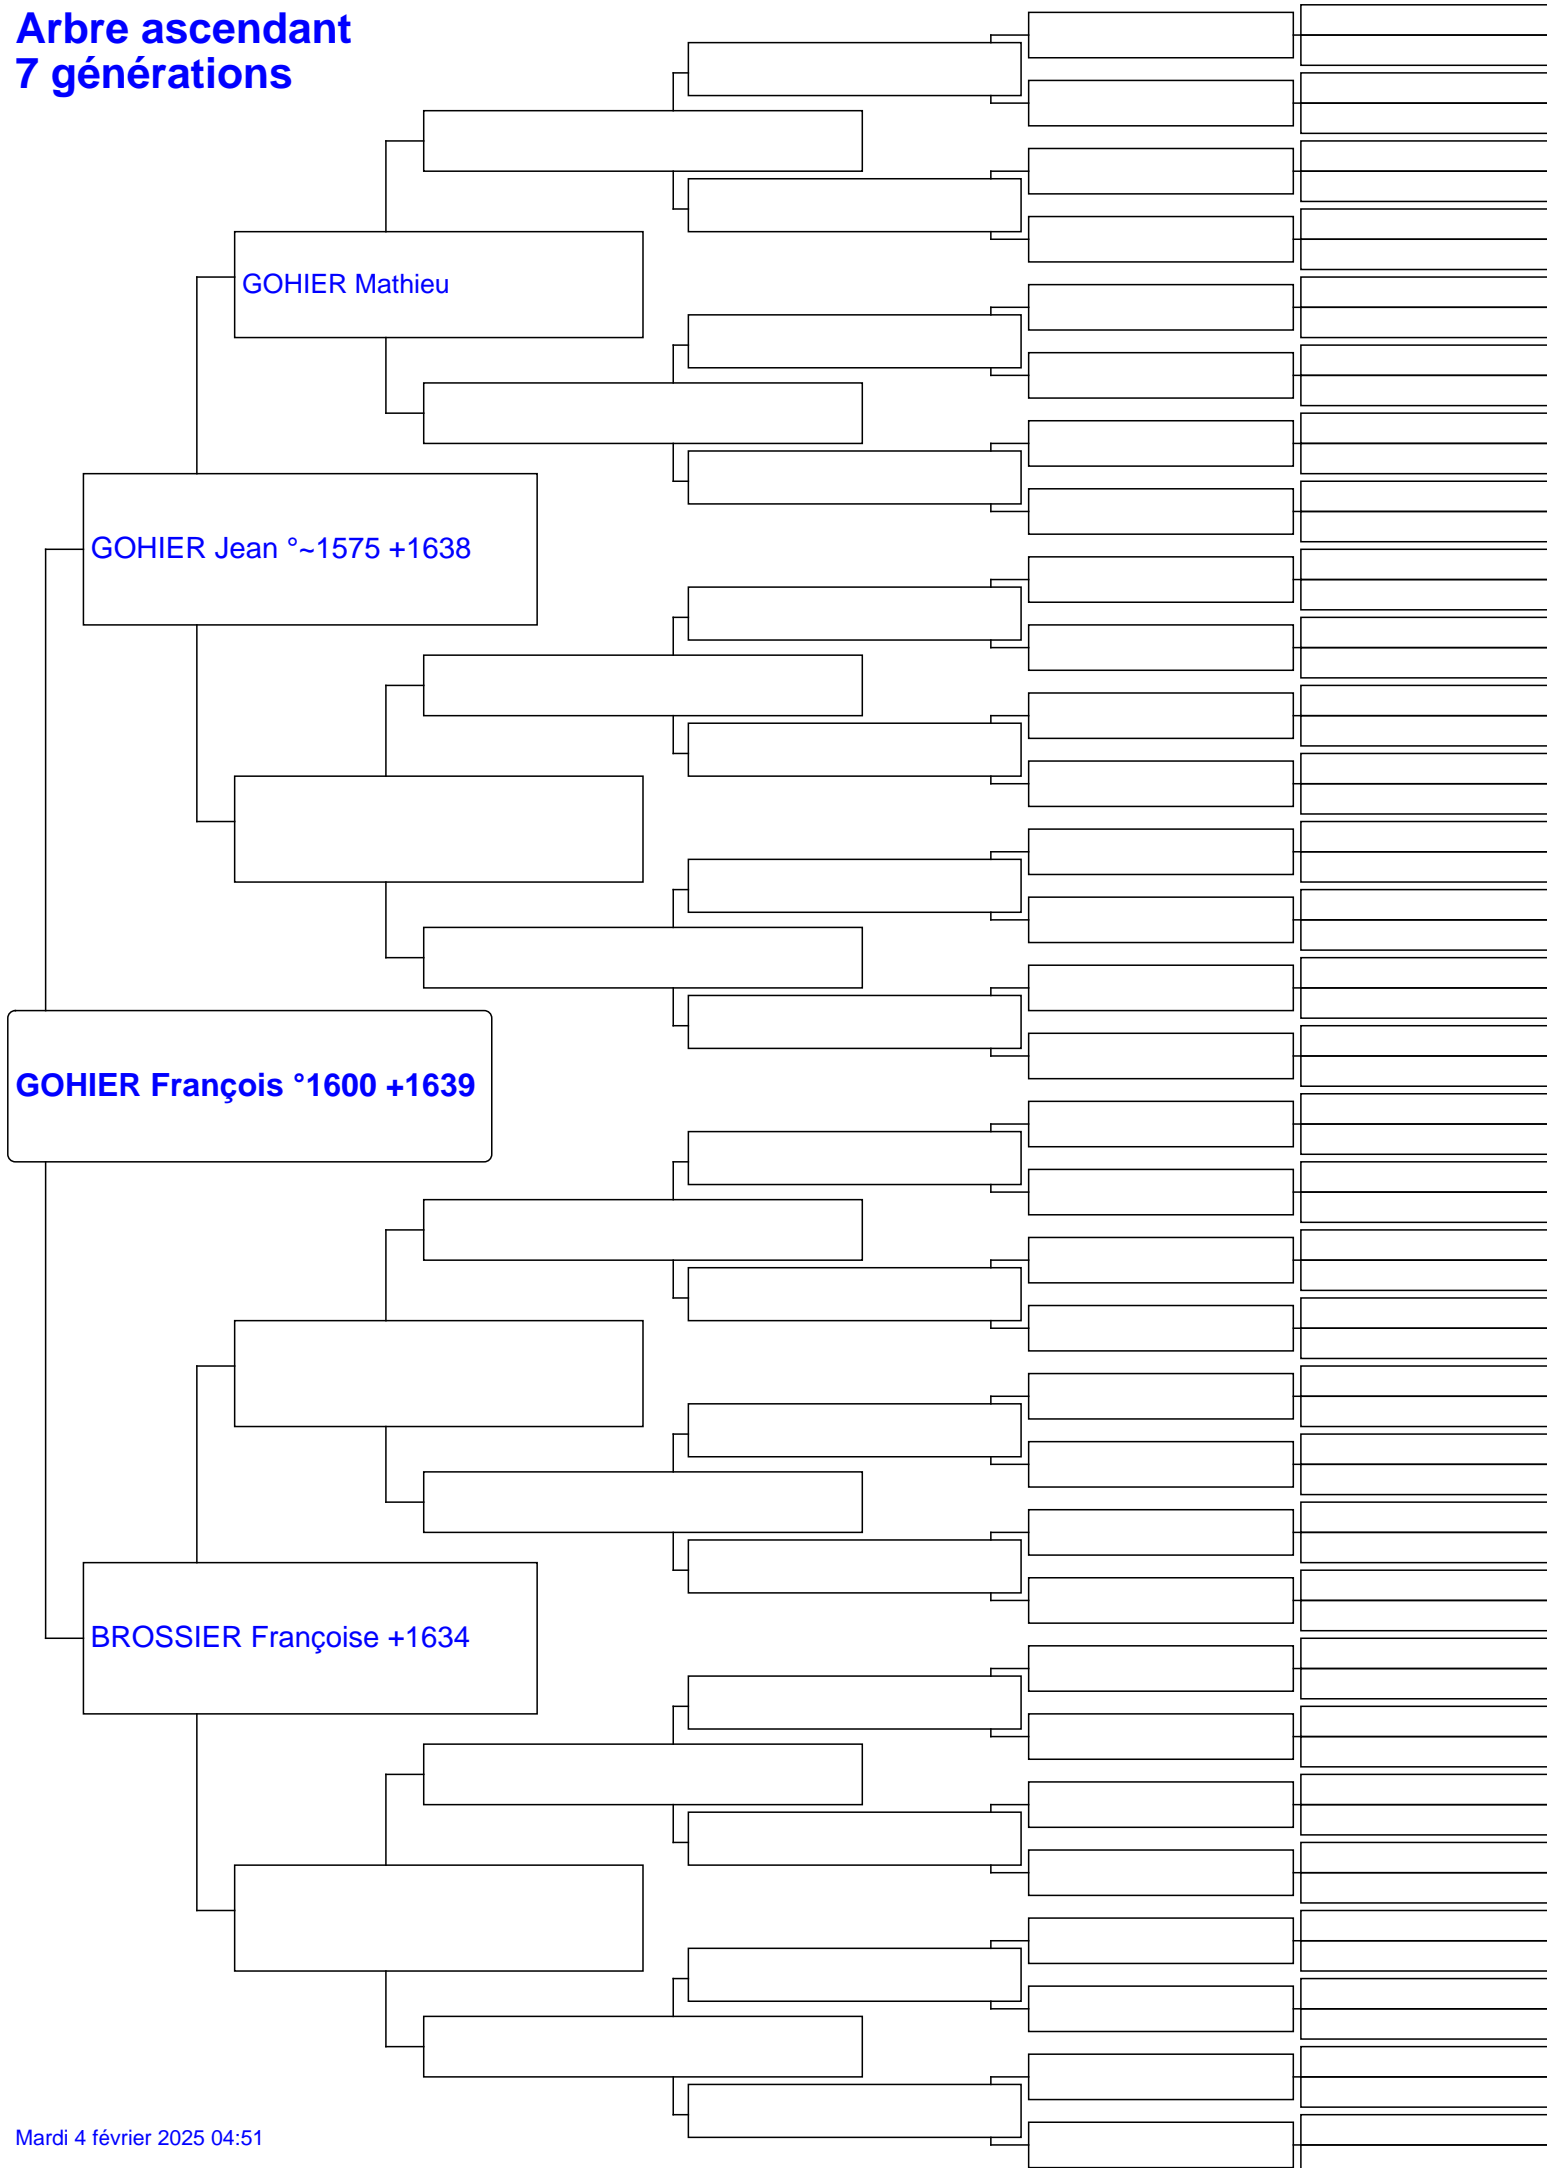 Arbre ascendant
7 générations
GOHIER Mathieu
GOHIER Jean °~1575 +1638
GOHIER François °1600 +1639
BROSSIER Françoise +1634
Mardi 4 février 2025 04:51